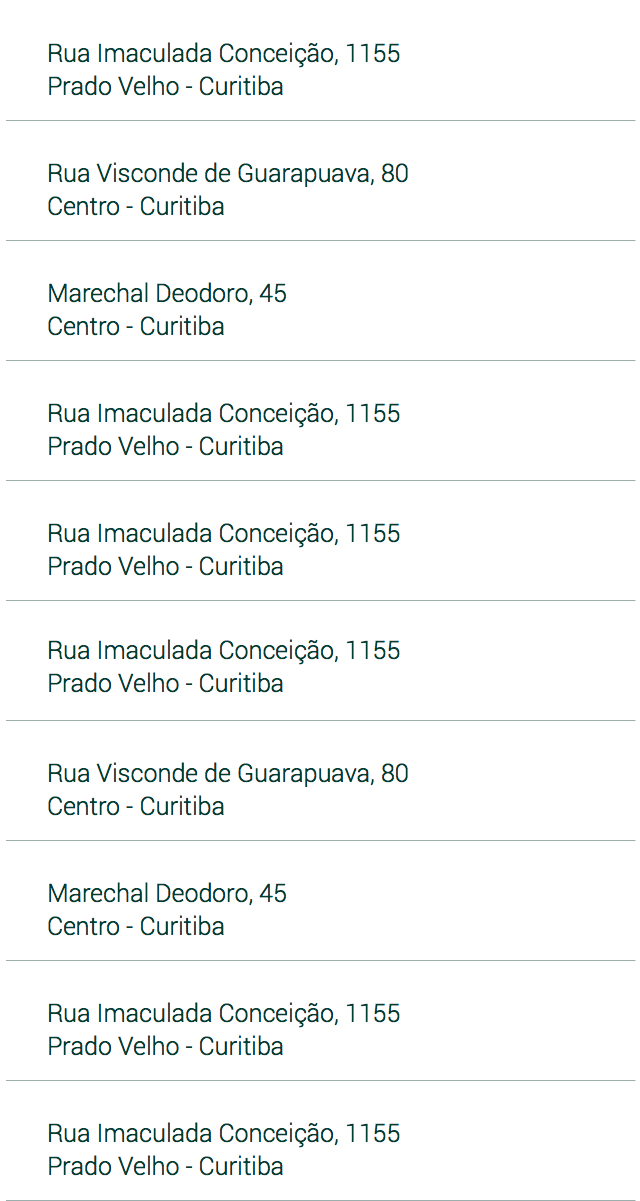 Rua Imaculada Conceição, 1155
Prado Velho - Curitiba
Rua Visconde de Guarapuava, 80
Centro - Curitiba
Marechal Deodoro, 45
Centro - Curitiba
Rua Imaculada Conceição, 1155
Prado Velho - Curitiba
Rua Imaculada Conceição, 1155
Prado Velho - Curitiba
Rua Imaculada Conceição, 1155
Prado Velho - Curitiba
Rua Visconde de Guarapuava, 80
Centro - Curitiba
Marechal Deodoro, 45
Centro - Curitiba
Rua Imaculada Conceição, 1155
Prado Velho - Curitiba
Rua Imaculada Conceição, 1155
Prado Velho - Curitiba